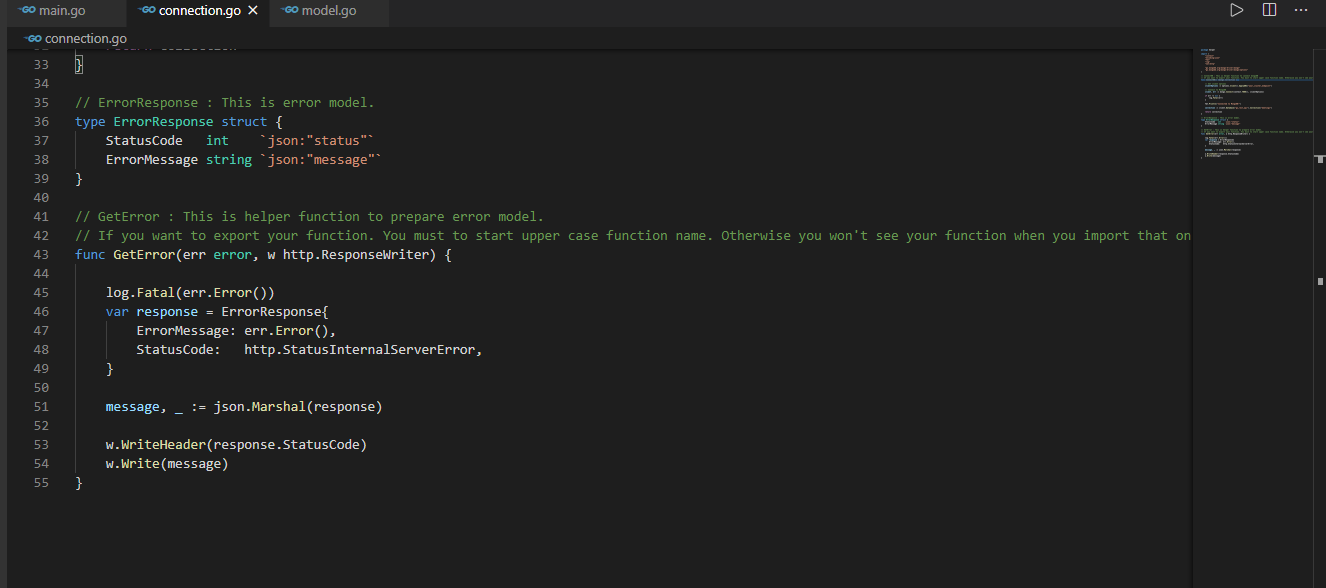 GO main.go GO connection.go × GO model.go
GO connection.go
33 }
34
35 // ErrorResponse : This is error model.
36 type ErrorResponse struct {
37 StatusCode int `json:"status"`
38 ErrorMessage string `json:"message"`
39 }
40
41 // GetError : This is helper function to prepare error model.
42 // If you want to export your function. You must to start upper case function name. Otherwise you won't see your function when you import that on
43 func GetError(err error, w http.ResponseWriter) {
44
45 log.Fatal(err.Error())
46 var response = ErrorResponse{
47 ErrorMessage: err.Error(),
48 StatusCode: http.StatusInternalServerError,
49 }
50
51 message, _ := json.Marshal(response)
52
53 w.WriteHeader(response.StatusCode)
54 w.Write(message)
55 }